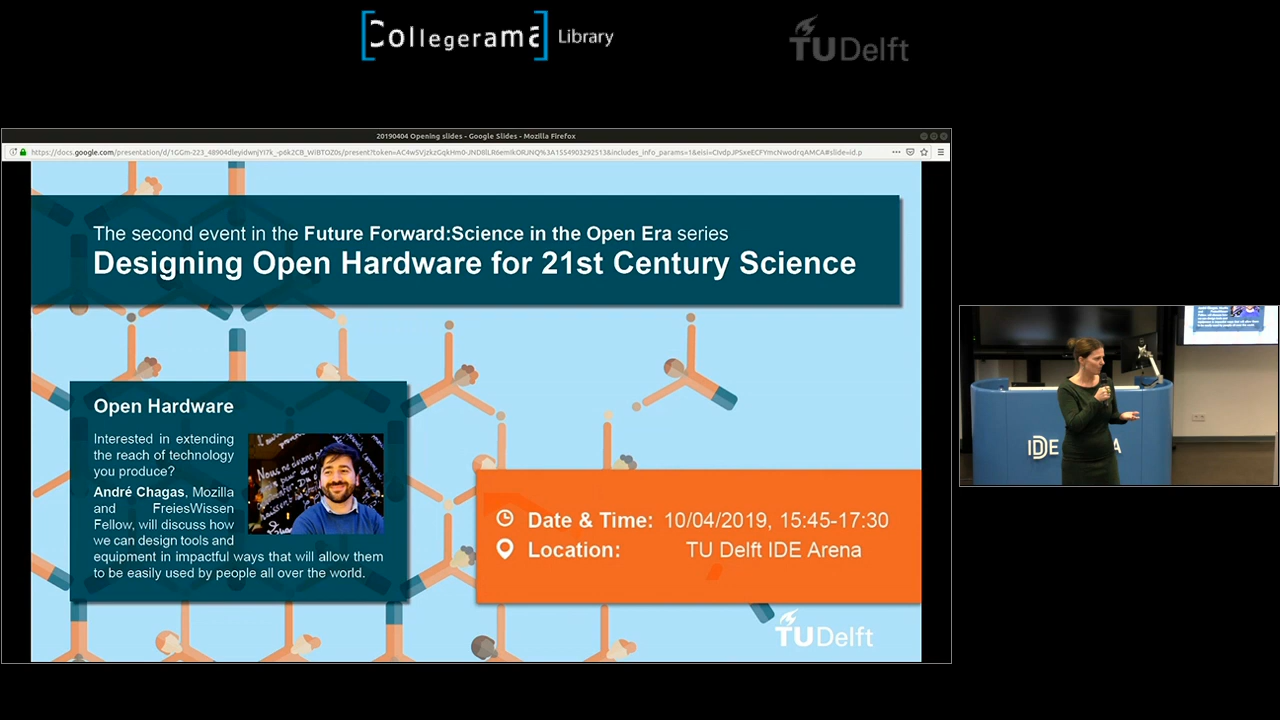 Collegerama Library
TU Delft
20190404 Opening slides - Google Slides - Mozilla Firefox
The second event in the Future Forward:Science in the Open Era series
Designing Open Hardware for 21st Century Science
Open Hardware
Interested in extending
the reach of technology
you produce?
André Chagas, Mozilla
and FreiesWissen
Fellow, will discuss how
we can design tools and
equipment in impactful ways that will allow them
to be easily used by people all over the world.
Date & Time: 10/04/2019, 15:45-17:30
Location: TU Delft IDE Arena
TU Delft